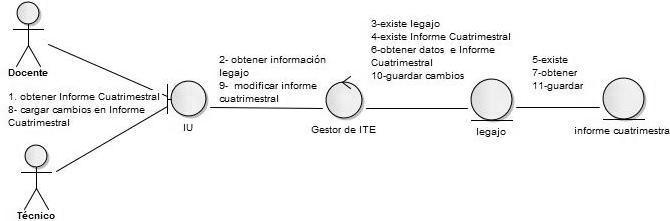 Docente
1. obtener Informe Cuatrimestral
8- cargar cambios en Informe
Cuatrimestral
Técnico
IU
2- obtener información
legajo
9- modificar informe
cuatrimestral
Gestor de ITE
3-existe legajo
4-existe Informe Cuatrimestral
6-obtener datos e Informe
Cuatrimestral
10-guardar cambios
legajo
5-existe
7-obtener
11-guardar
informe cuatrimestra